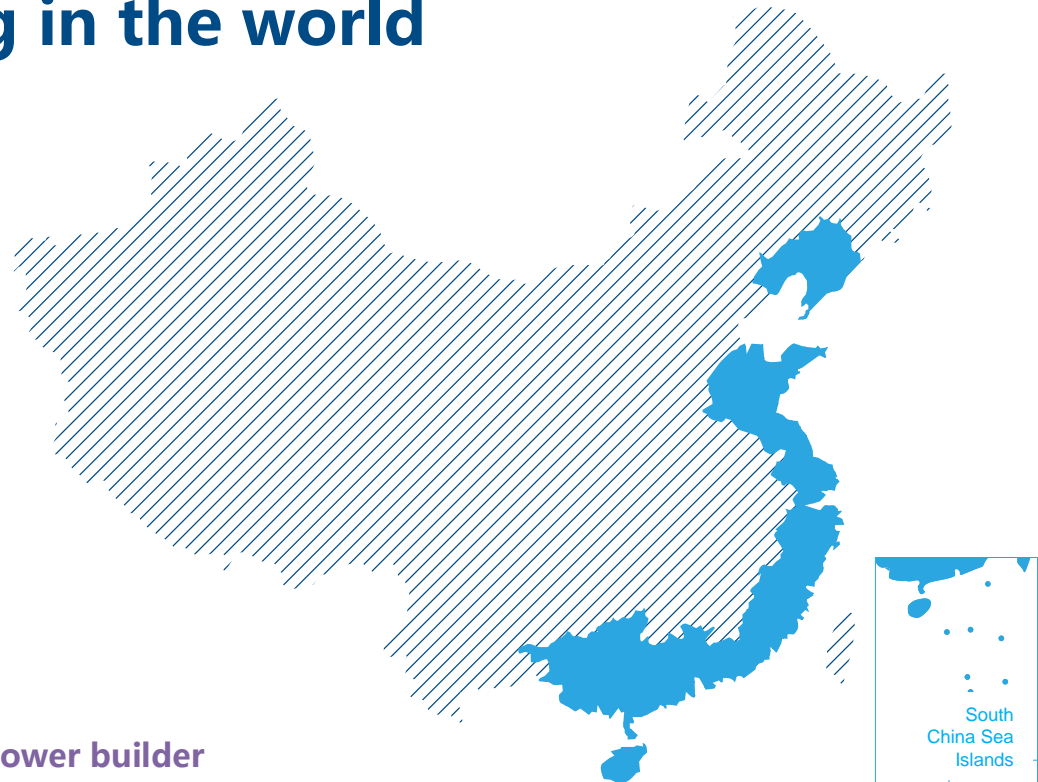 g in the world
South
China Sea
Islands
ower builder